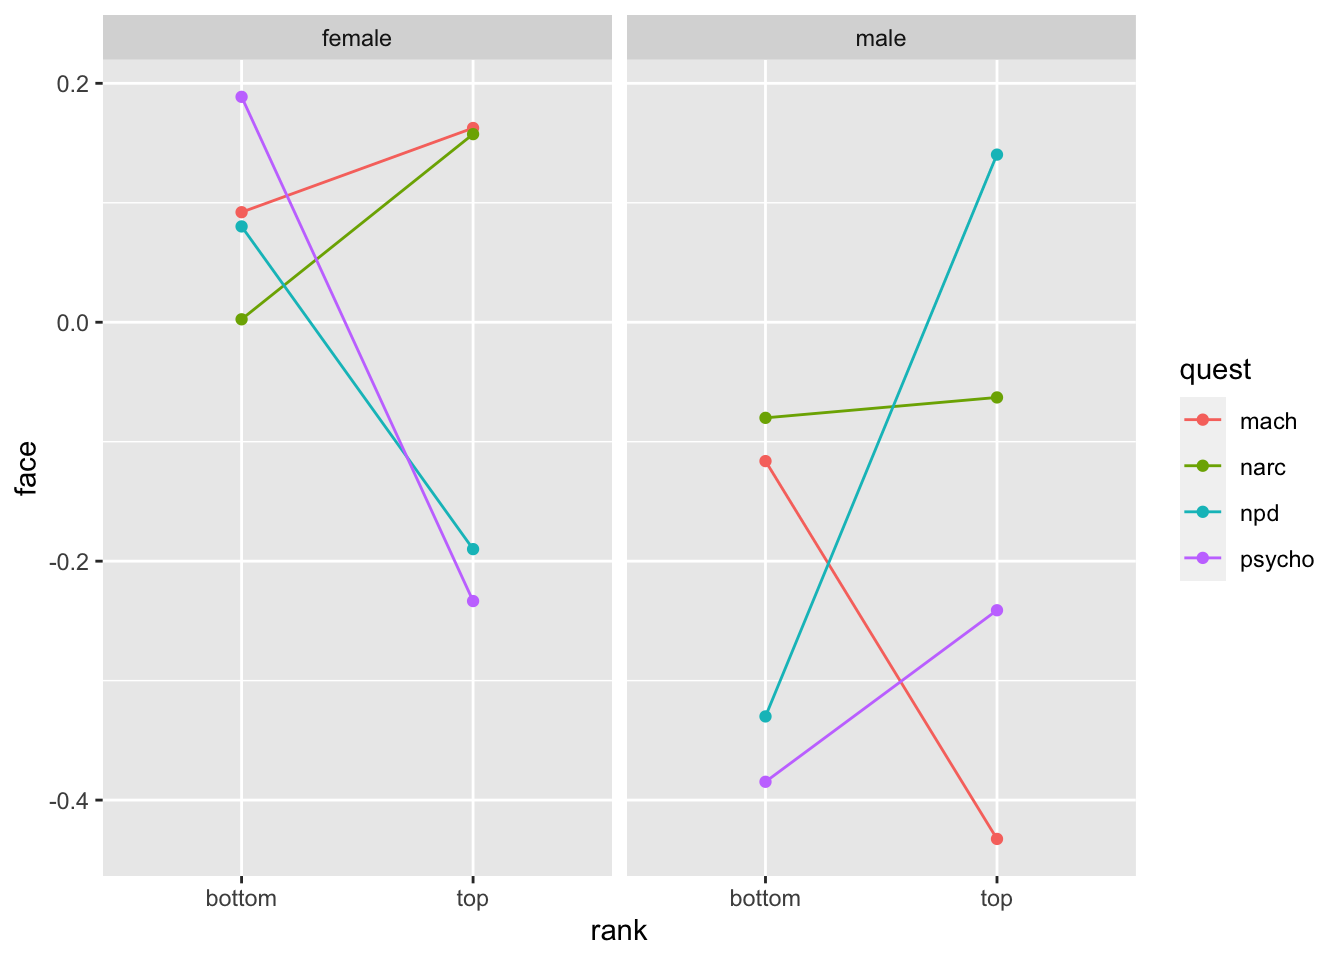 female male
0.2
0.0
-0.2
-0.4
face
bottom top bottom top
rank
quest
mach
narc
npd
psycho